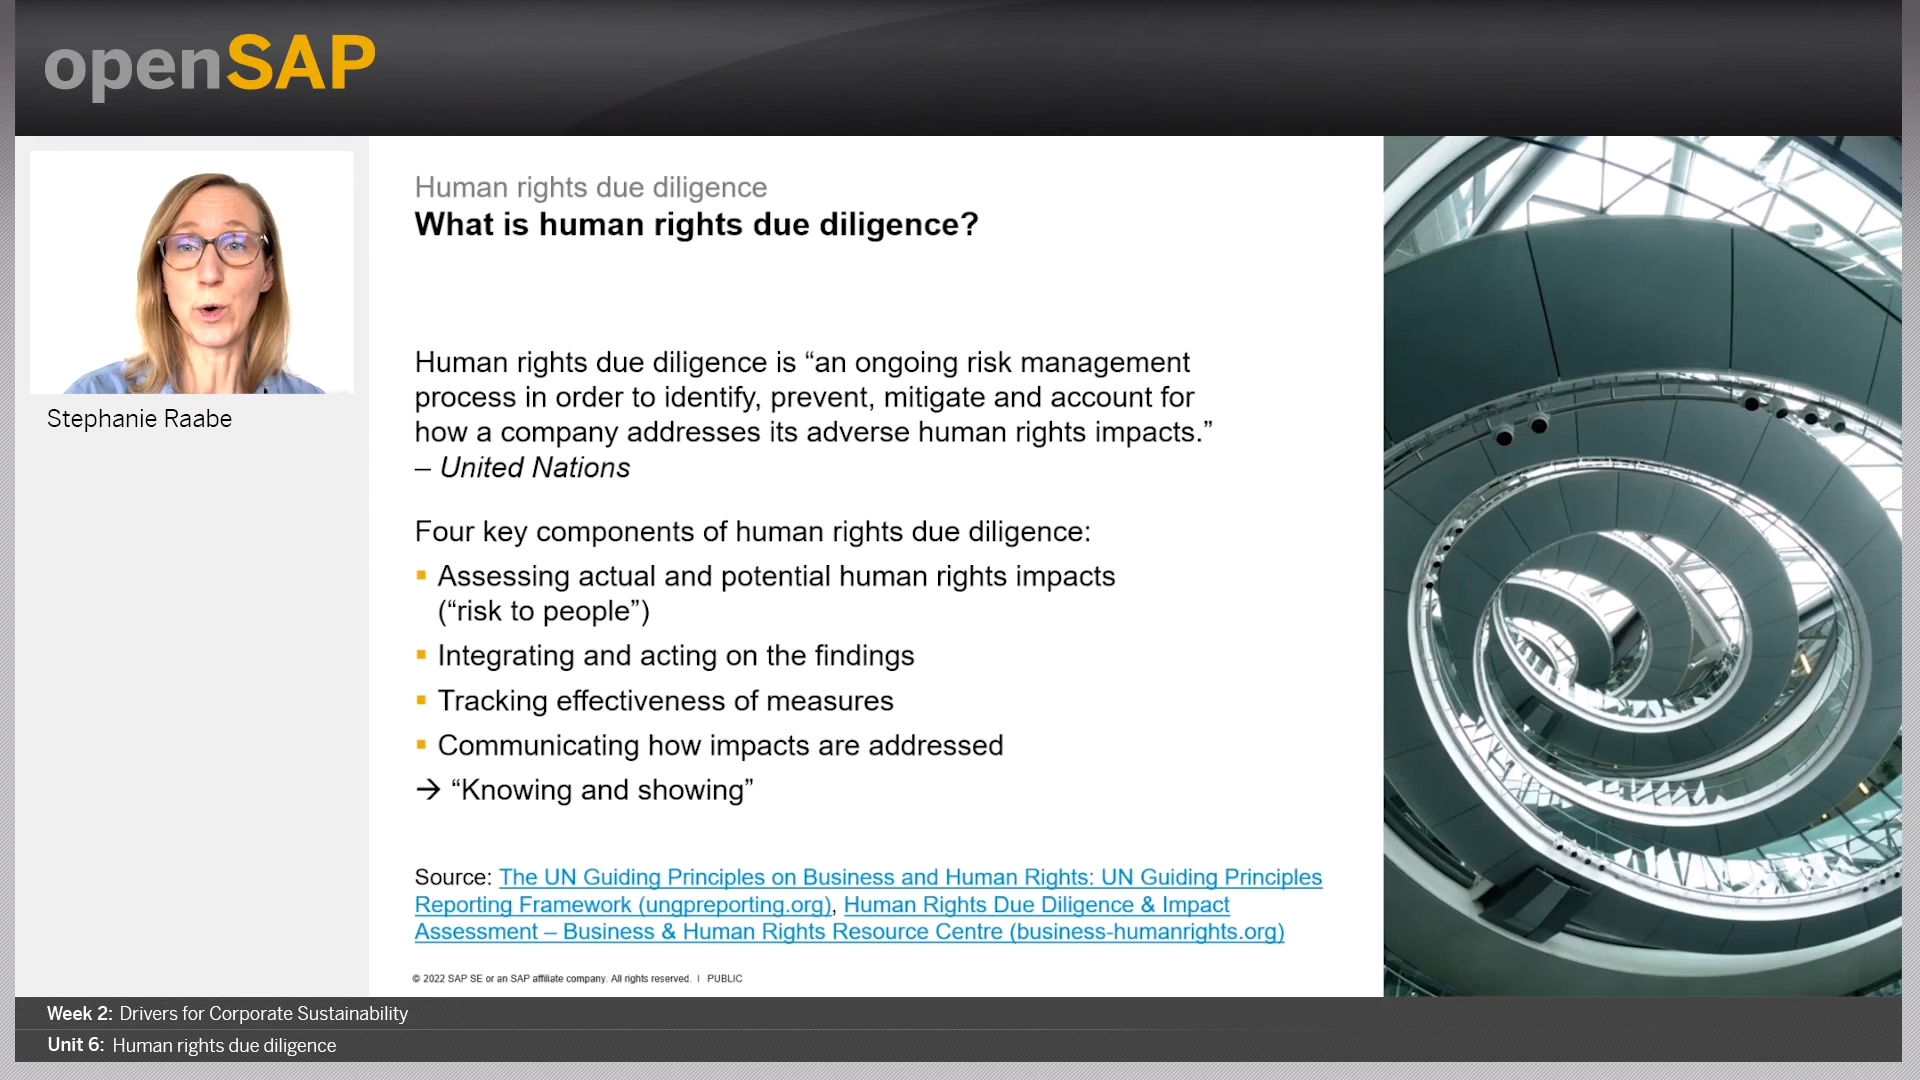 openSAP
Stephanie Raabe
Human rights due diligence
What is human rights due diligence?
Human rights due diligence is “an ongoing risk management
process in order to identify, prevent, mitigate and account for
how a company addresses its adverse human rights impacts.”
– United Nations
Four key components of human rights due diligence:
▪ Assessing actual and potential human rights impacts
(“risk to people”)
▪ Integrating and acting on the findings
▪ Tracking effectiveness of measures
▪ Communicating how impacts are addressed
→ “Knowing and showing”
Source: The UN Guiding Principles on Business and Human Rights: UN Guiding Principles
Reporting Framework (ungpreporting.org), Human Rights Due Diligence & Impact
Assessment – Business & Human Rights Resource Centre (business-humanrights.org)
© 2022 SAP SE or an SAP affiliate company. All rights reserved. | PUBLIC
Week 2: Drivers for Corporate Sustainability
Unit 6: Human rights due diligence